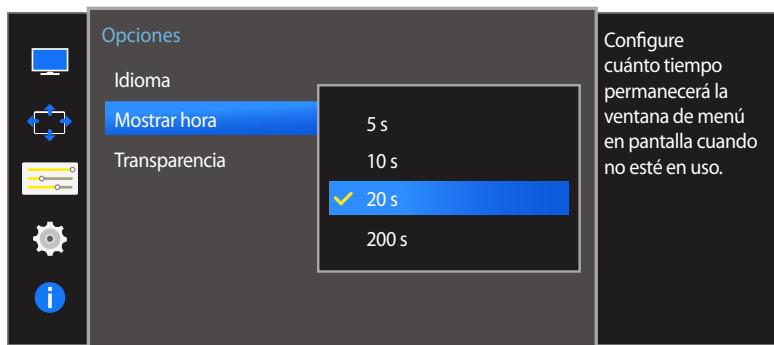 Opciones
Idioma
Mostrar hora
Transparencia
5 s
10 s
20 s
200 s
Configure
cuánto tiempo
permanecerá la
ventana de menú
en pantalla cuando
no esté en uso.